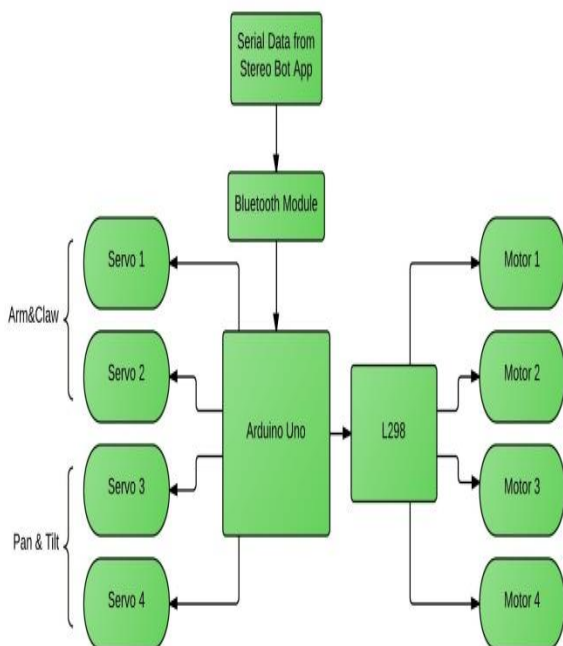 Serial Data from
Stereo Bot App
Bluetooth Module
Arm&Claw
Servo 1
Servo 2
Pan & Tilt
Servo 3
Servo 4
Arduino Uno
L298
Motor 1
Motor 2
Motor 3
Motor 4